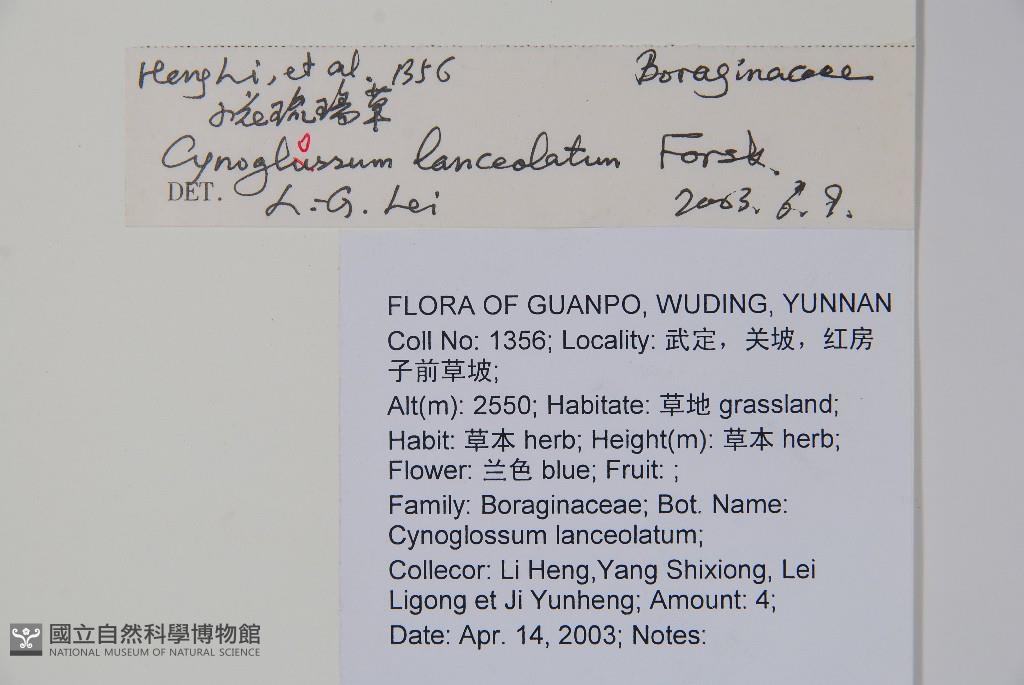 Heng Li, et al. 1356 Boraginaceae
小花琉璃草
Cynoglossum lanceolatum Forsk.
DET. L.-G. Lei 2003. 6. 9.
FLORA OF GUANPO, WUDING, YUNNAN
Coll No: 1356; Locality: 武定，关坡，红房
子前草坡;
Alt(m): 2550; Habitate: 草地 grassland;
Habit: 草本 herb; Height(m): 草本 herb;
Flower: 兰色 blue; Fruit: ;
Family: Boraginaceae; Bot. Name:
Cynoglossum lanceolatum;
Collecor: Li Heng,Yang Shixiong, Lei
Ligong et Ji Yunheng; Amount: 4;
Date: Apr. 14, 2003; Notes:
國立自然科學博物館
NATIONAL MUSEUM OF NATURAL SCIENCE